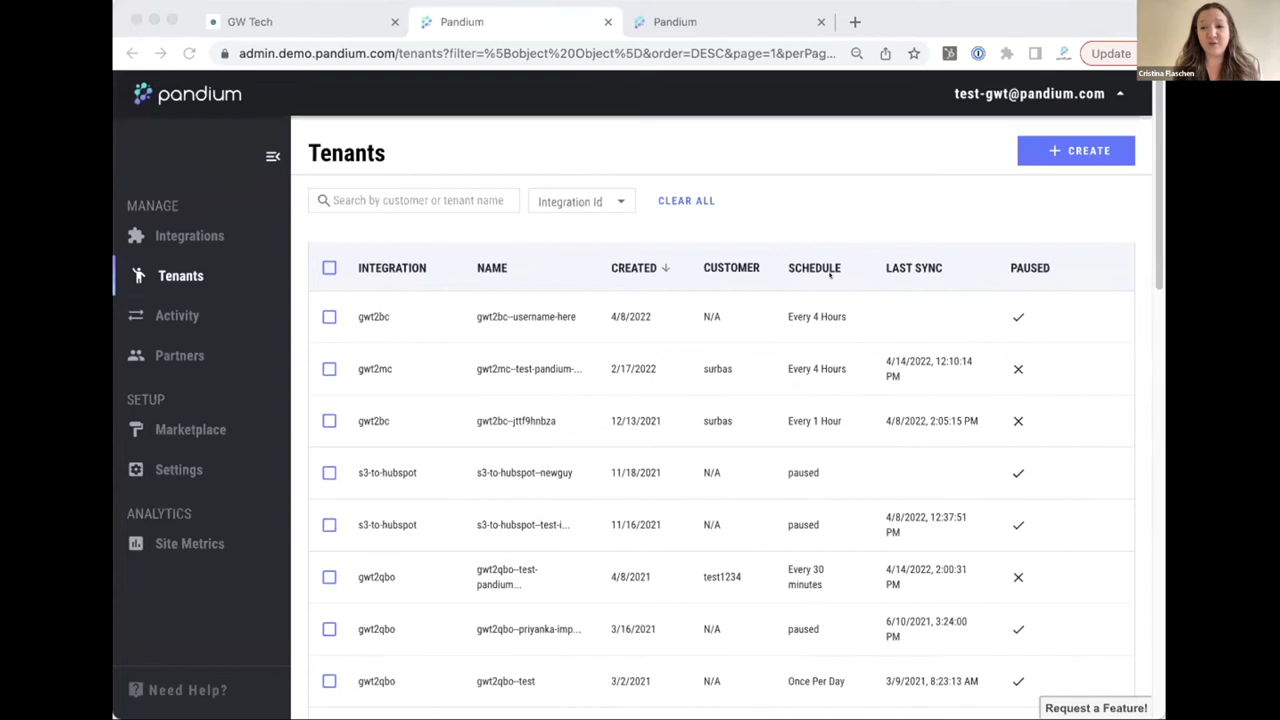 GW Tech
Pandium
Pandium
admin.demo.pandium.com/tenants?filter=%5Bobject%20Object%5D&order=DESC&page=1&perPag...
Update
Cristina Flaschen
pandium
test-gwt@pandium.com
Tenants
+ CREATE
Search by customer or tenant name
Integration Id
CLEAR ALL
MANAGE
Integrations
Tenants
Activity
Partners
SETUP
Marketplace
Settings
ANALYTICS
Site Metrics
Need Help?
INTEGRATION NAME CREATED CUSTOMER SCHEDULE LAST SYNC PAUSED
gwt2bc gwt2bc--username-here 4/8/2022 N/A Every 4 Hours
gwt2mc gwt2mc--test-pandium-... 2/17/2022 surbas Every 4 Hours 4/14/2022, 12:10:14
PM
gwt2bc gwt2bc--jttf9hnbza 12/13/2021 surbas Every 1 Hour 4/8/2022, 2:05:15 PM
s3-to-hubspot s3-to-hubspot--newguy 11/18/2021 N/A paused
s3-to-hubspot s3-to-hubspot--test-i... 11/16/2021 N/A paused 4/8/2022, 12:37:51
PM
gwt2qbo gwt2qbo--test-
pandium... 4/8/2021 test1234 Every 30
minutes 4/14/2022, 2:00:31
PM
gwt2qbo gwt2qbo--priyanka-imp... 3/16/2021 N/A paused 6/10/2021, 3:24:00
PM
gwt2qbo gwt2qbo--test 3/2/2021 N/A Once Per Day 3/9/2021, 8:23:13 AM
Request a Feature!